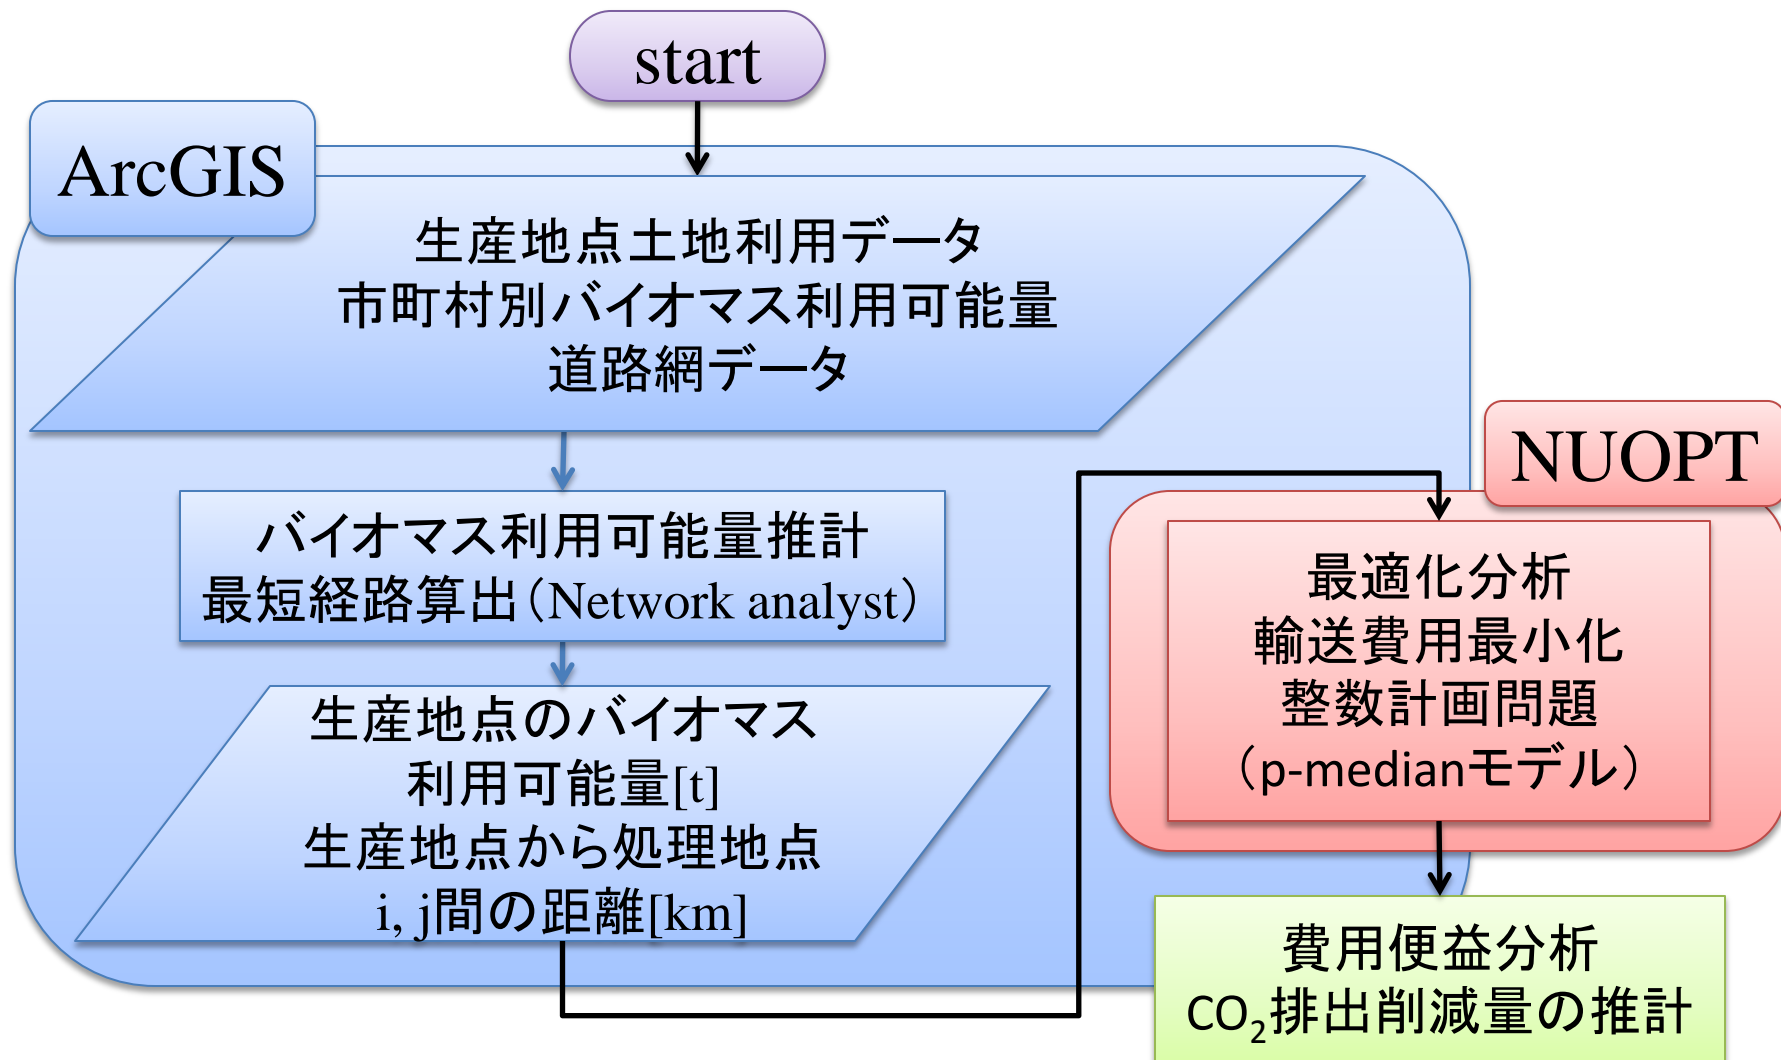 start
ArcGIS
生産地点土地利用データ
市町村別バイオマス利用可能量
道路網データ
バイオマス利用可能量推計
最短経路算出（Network analyst）
生産地点のバイオマス
利用可能量[t]
生産地点から処理地点
i, j間の距離[km]
NUOPT
最適化分析
輸送費用最小化
整数計画問題
（p-medianモデル）
費用便益分析
CO₂排出削減量の推計